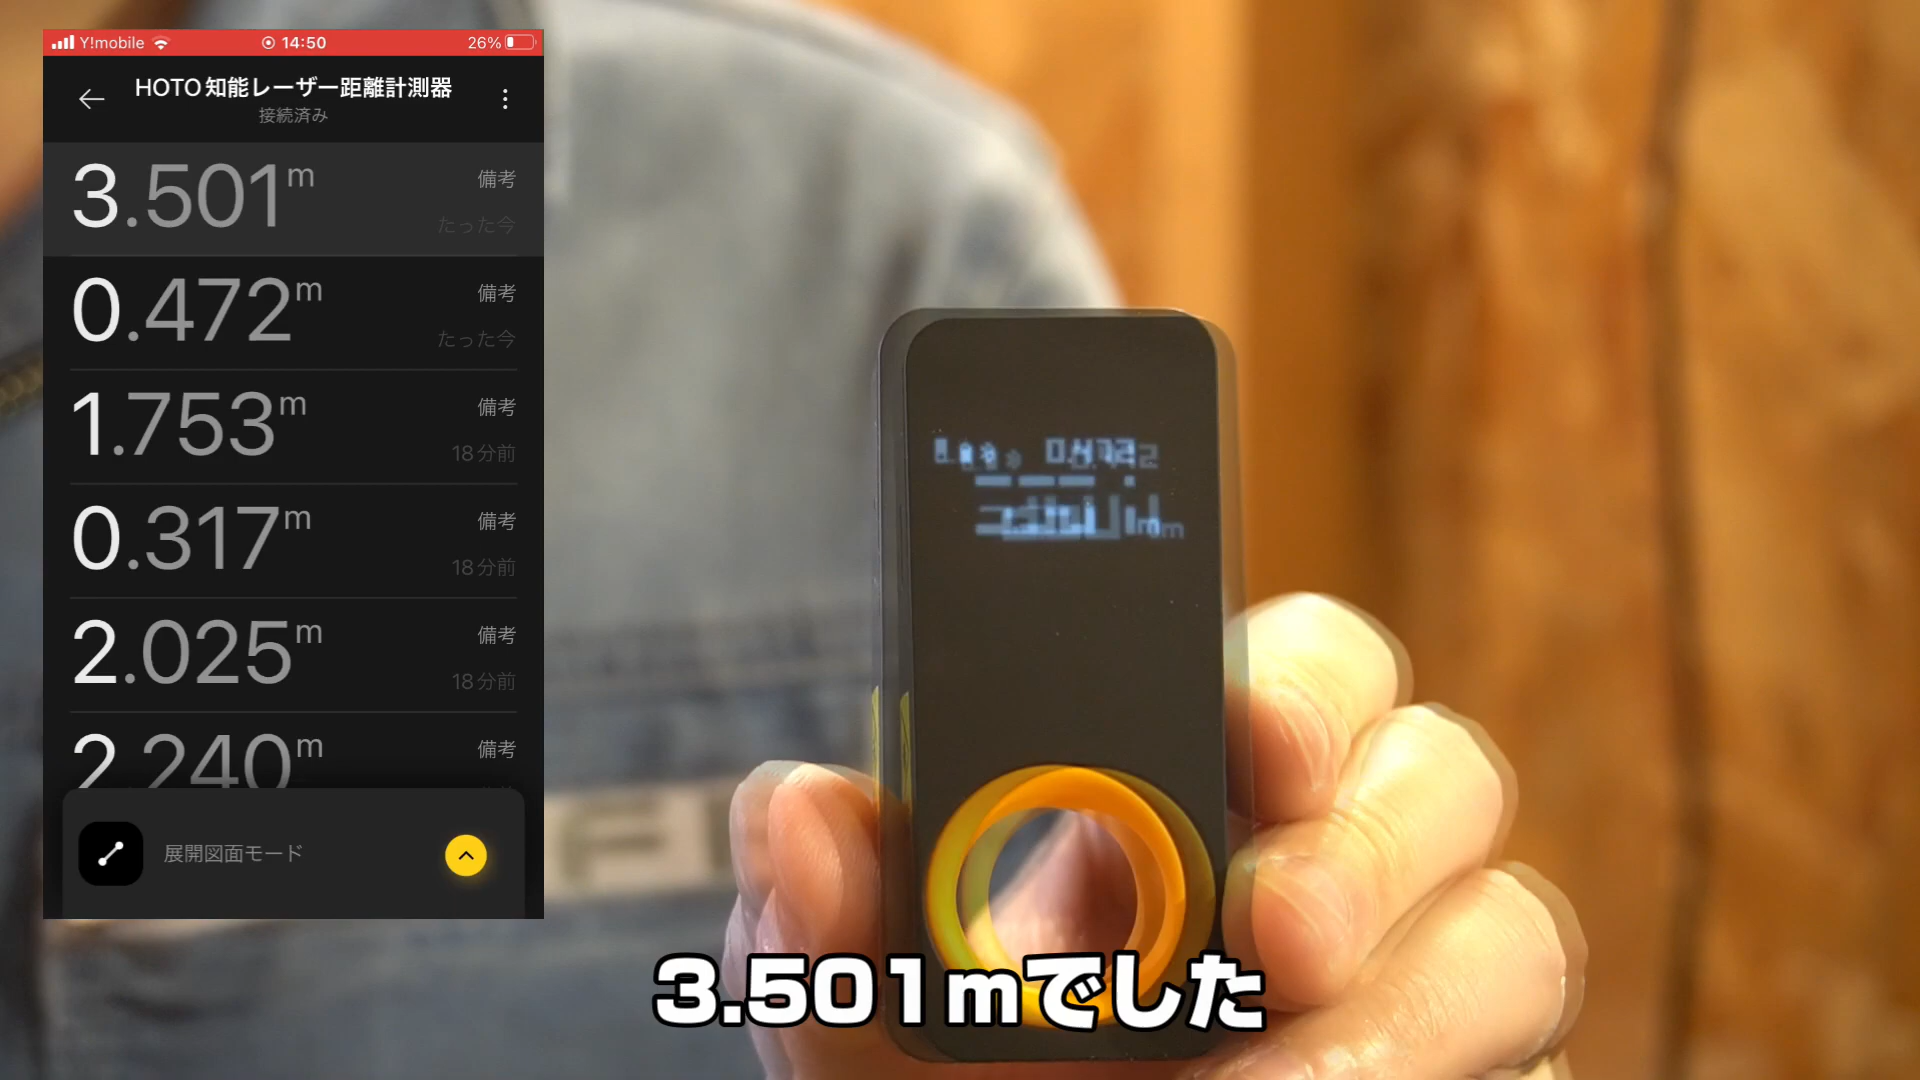 Y!mobile 14:50 26%
HOTO知能レーザー距離計測器
接続済み
3.501m 備考
たった今
0.472m 備考
たった今
1.753m 備考
18分前
0.317m 備考
18分前
2.025m 備考
18分前
2.240m 備考
展開図面モード
3.501mでした